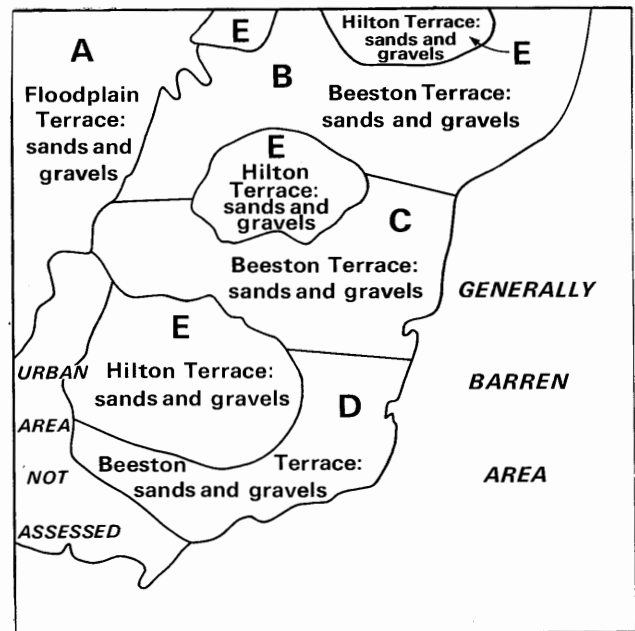 A
Floodplain
Terrace:
sands and
gravels
E
Hilton Terrace:
sands and
gravels
E
B
Beeston Terrace:
sands and gravels
E
Hilton
Terrace:
sands and
gravels
C
Beeston Terrace:
sands and gravels
GENERALLY
BARREN
AREA
E
Hilton Terrace:
sands and gravels
URBAN
AREA
NOT
ASSESSED
D
Beeston Terrace:
sands and gravels